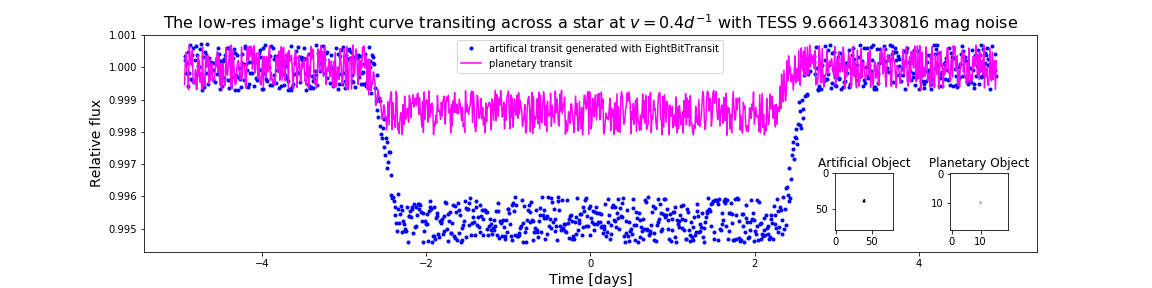 The low-res image's light curve transiting across a star at v = 0.4d⁻¹ with TESS 9.66614330816 mag noise
1.001
1.000
0.999
0.998
0.997
0.996
0.995
Relative flux
artifical transit generated with EightBitTransit
planetary transit
Artificial Object
0
50
0 50
Planetary Object
0
10
0 10
−4 −2 0 2 4
Time [days]